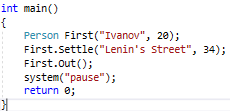 int main()
{
Person First("Ivanov", 20);
First.Settle("Lenin's Street", 34);
First.Out();
system("pause");
return 0;
}